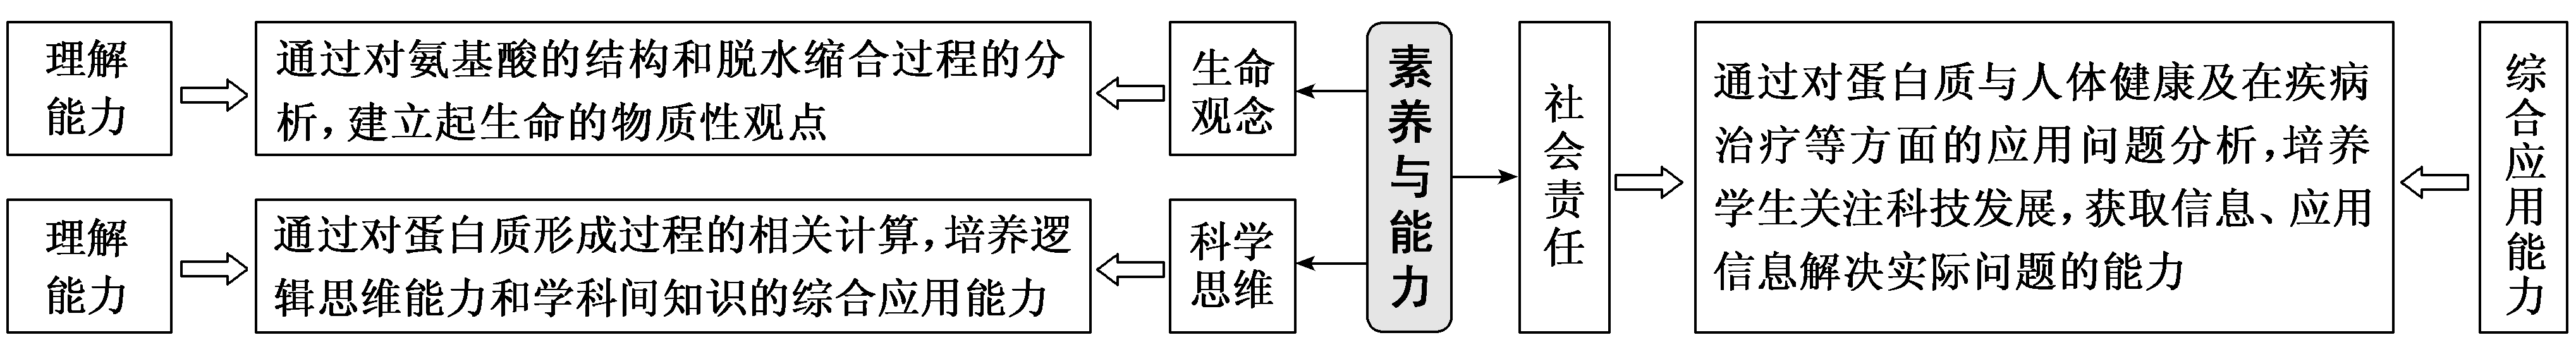 理解
能力
通过对氨基酸的结构和脱水缩合过程的分
析，建立起生命的物质性观点
生命
观念
理解
能力
通过对蛋白质形成过程的相关计算，培养逻
辑思维能力和学科间知识的综合应用能力
科学
思维
素养与能力
社会责任
通过对蛋白质与人体健康及在疾病
治疗等方面的应用问题分析，培养
学生关注科技发展，获取信息、应用
信息解决实际问题的能力
综合应用能力